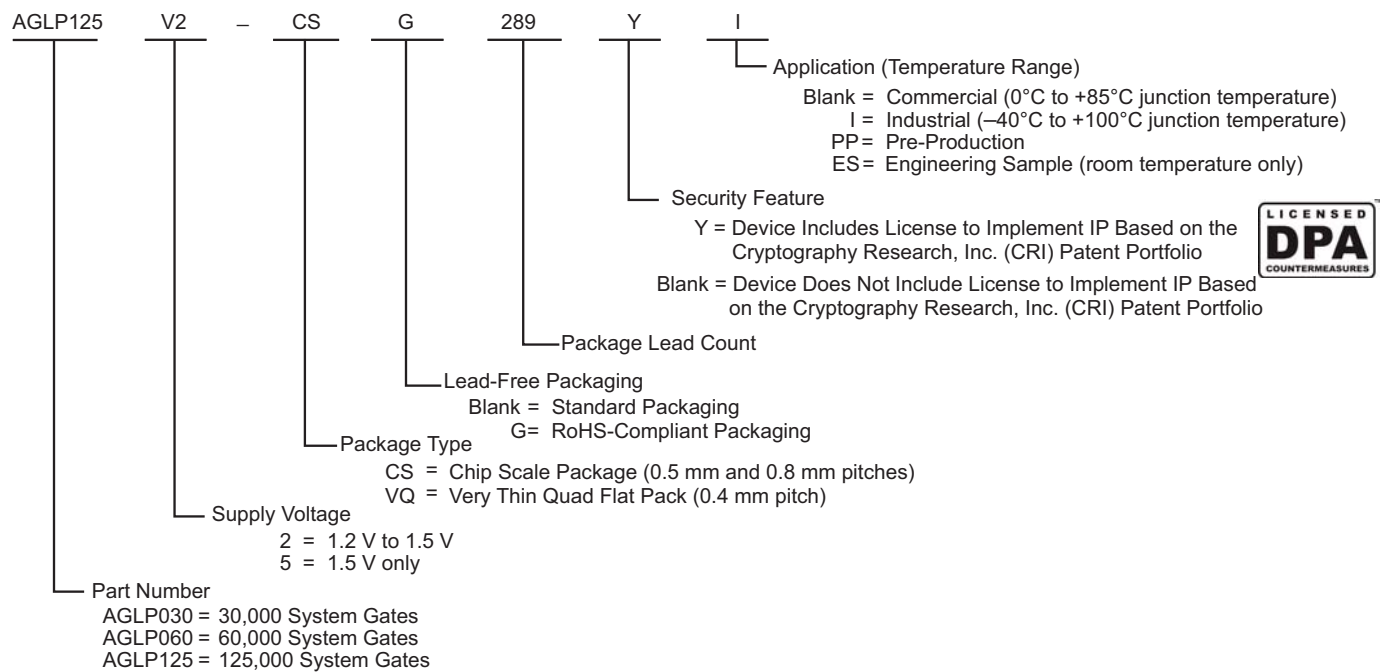 AGLP125 V2 – CS G 289 Y I
Application (Temperature Range)
Blank = Commercial (0°C to +85°C junction temperature)
I = Industrial (–40°C to +100°C junction temperature)
PP = Pre-Production
ES = Engineering Sample (room temperature only)
Security Feature
Y = Device Includes License to Implement IP Based on the
Cryptography Research, Inc. (CRI) Patent Portfolio
Blank = Device Does Not Include License to Implement IP Based
on the Cryptography Research, Inc. (CRI) Patent Portfolio
LICENSED
DPA
COUNTERMEASURES
™
Package Lead Count
Lead-Free Packaging
Blank = Standard Packaging
G= RoHS-Compliant Packaging
Package Type
CS = Chip Scale Package (0.5 mm and 0.8 mm pitches)
VQ = Very Thin Quad Flat Pack (0.4 mm pitch)
Supply Voltage
2 = 1.2 V to 1.5 V
5 = 1.5 V only
Part Number
AGLP030 = 30,000 System Gates
AGLP060 = 60,000 System Gates
AGLP125 = 125,000 System Gates